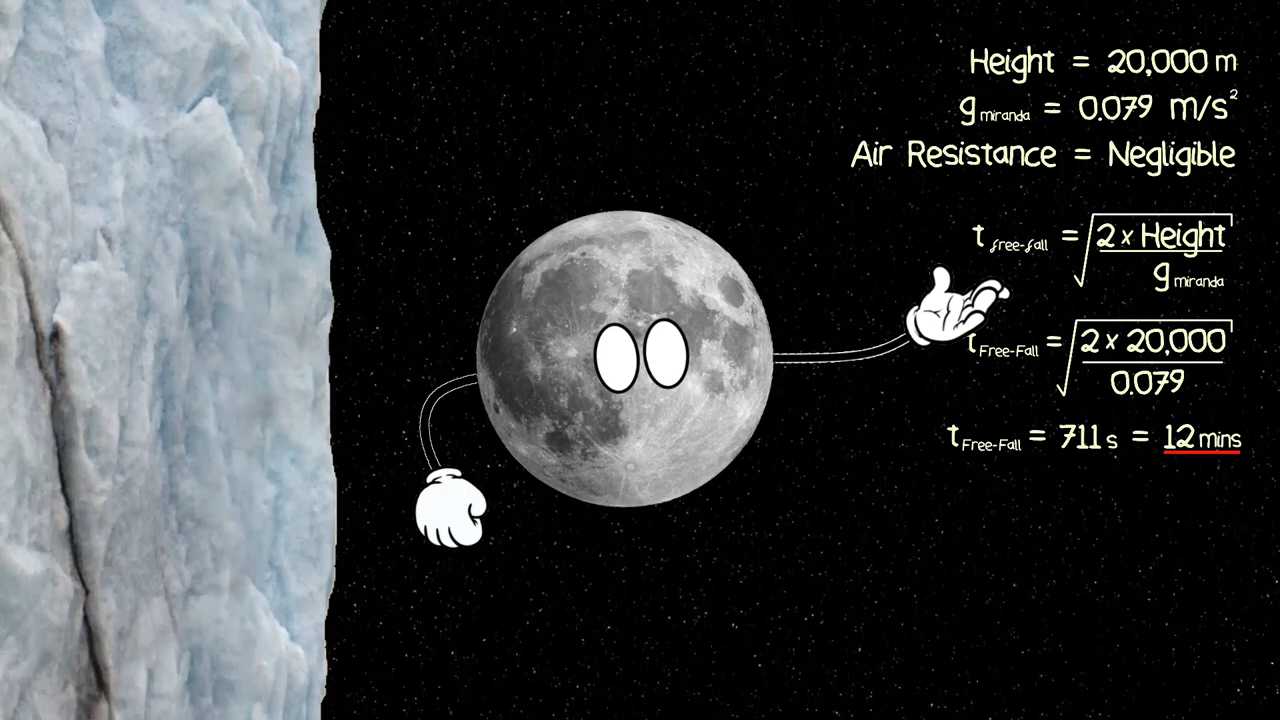 Height = 20,000 m
g miranda = 0.079 m/s²
Air Resistance = Negligible
t free-fall = √ 2 x Height
g miranda
t Free-Fall = √ 2 x 20,000
0.079
t Free-Fall = 711 s = 12 mins